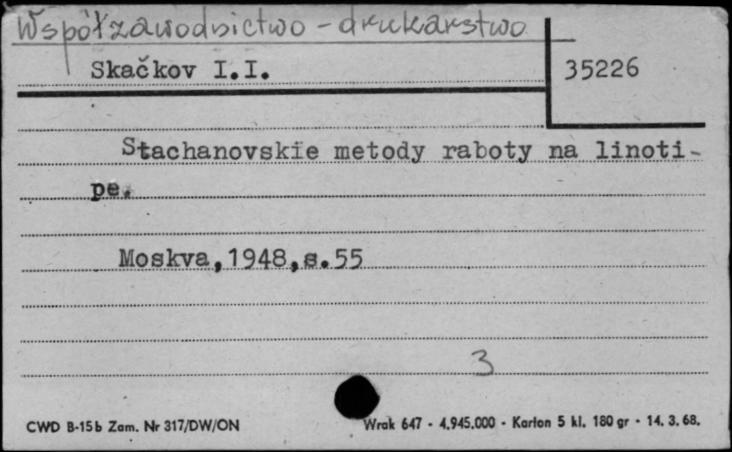 Współzawodnictwo - drukarstwo
Skačkov I.I.
35226
Stachanovskie metody raboty na linoti-
pe.
Moskva,1948,s.55
3
CWD B-15b Zam. Nr 317/DW/ON
Wrak 647 - 4.945.000 - Karton 5 kl. 180 gr - 14. 3. 68.